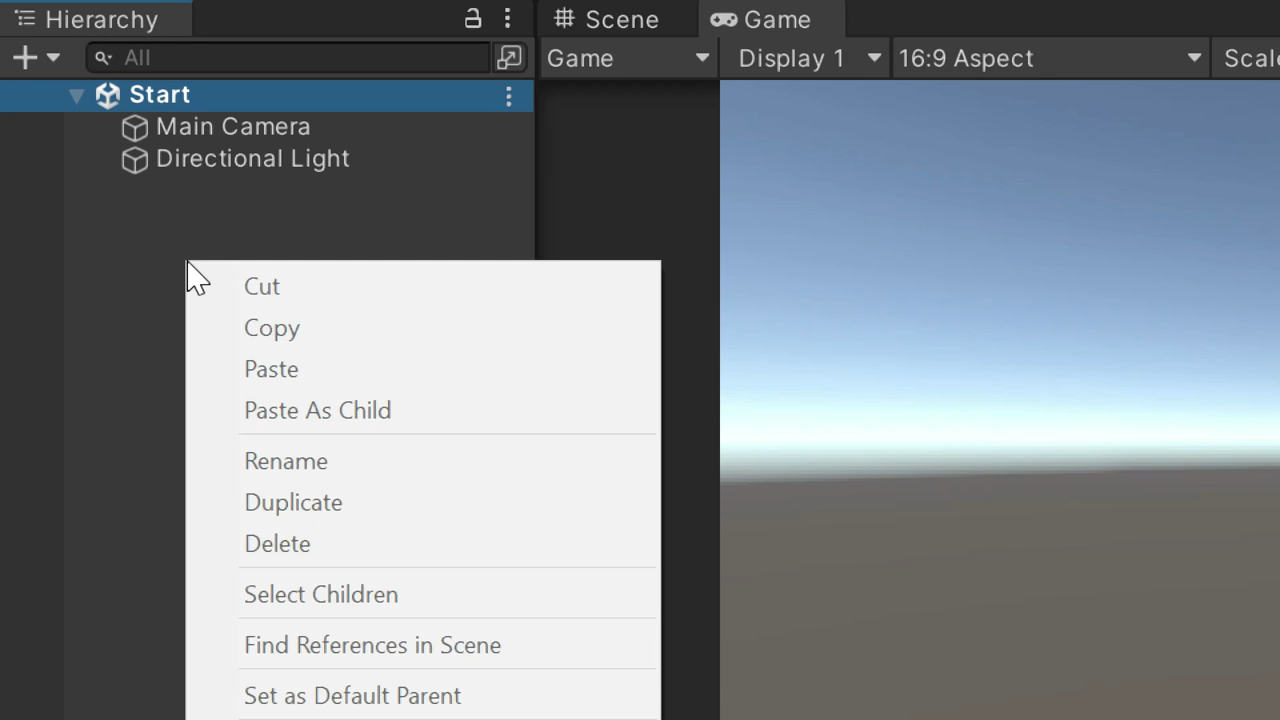 Hierarchy
Scene
Game
All
Game
Display 1
16:9 Aspect
Scal
Start
Main Camera
Directional Light
Cut
Copy
Paste
Paste As Child
Rename
Duplicate
Delete
Select Children
Find References in Scene
Set as Default Parent